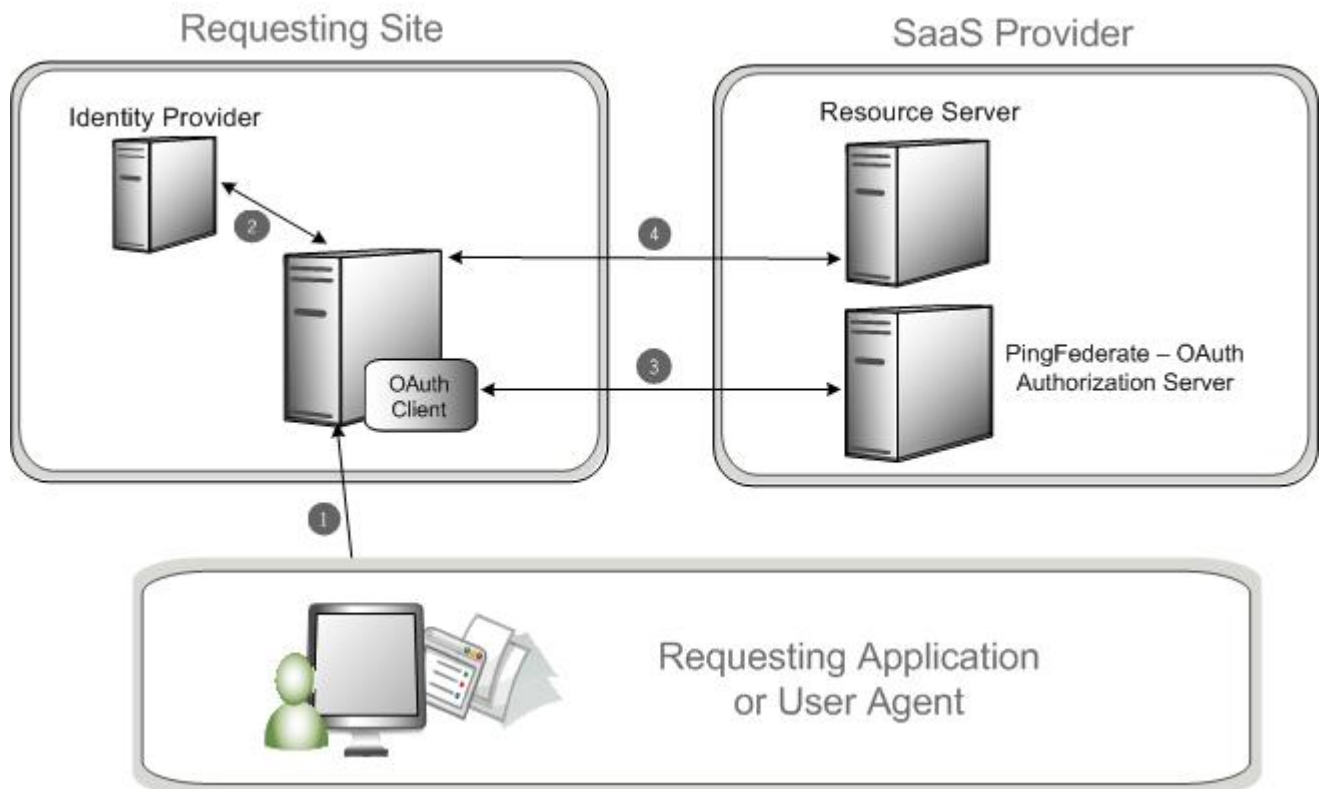 Requesting Site
SaaS Provider
Identity Provider
Resource Server
2
4
PingFederate – OAuth
Authorization Server
3
OAuth
Client
1
Requesting Application
or User Agent